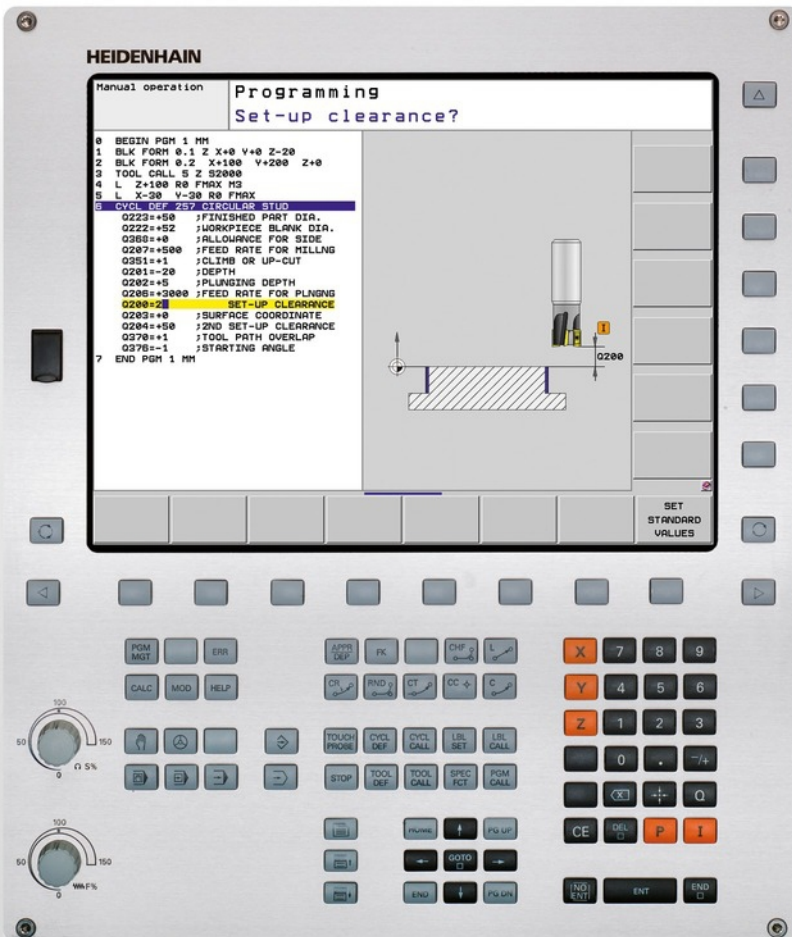 HEIDENHAIN
Manual operation
Programming
Set-up clearance?
0 BEGIN PGM 1 MM
1 BLK FORM 0.1 Z X+0 Y+0 Z-20
2 BLK FORM 0.2 X+100 Y+200 Z+0
3 TOOL CALL 5 Z S2000
4 L Z+100 R0 FMAX M3
5 L X-30 Y-30 R0 FMAX
6 CYCL DEF 257 CIRCULAR STUD
Q223=+50 ;FINISHED PART DIA.
Q222=+52 ;WORKPIECE BLANK DIA.
Q368=+0 ;ALLOWANCE FOR SIDE
Q207=+500 ;FEED RATE FOR MILLNG
Q351=+1 ;CLIMB OR UP-CUT
Q201=-20 ;DEPTH
Q202=+5 ;PLUNGING DEPTH
Q206=+3000 ;FEED RATE FOR PLNGNG
Q200=2 SET-UP CLEARANCE
Q203=+0 ;SURFACE COORDINATE
Q204=+50 ;2ND SET-UP CLEARANCE
Q370=+1 ;TOOL PATH OVERLAP
Q376=-1 ;STARTING ANGLE
7 END PGM 1 MM
I
Q200
SET
STANDARD
VALUES
PGM MGT ERR
CALC MOD HELP
APPR DEP FK CHF L
CR RND CT CC C
TOUCH PROBE CYCL DEF CYCL CALL LBL SET LBL CALL
STOP TOOL DEF TOOL CALL SPEC FCT PGM CALL
X 7 8 9
Y 4 5 6
Z 1 2 3
0 . -/+
X Q
CE DEL P I
100
50 150
0 S%
100
50 150
0 F%
HOME PG UP
GOTO
END PG DN
NO ENT ENT END